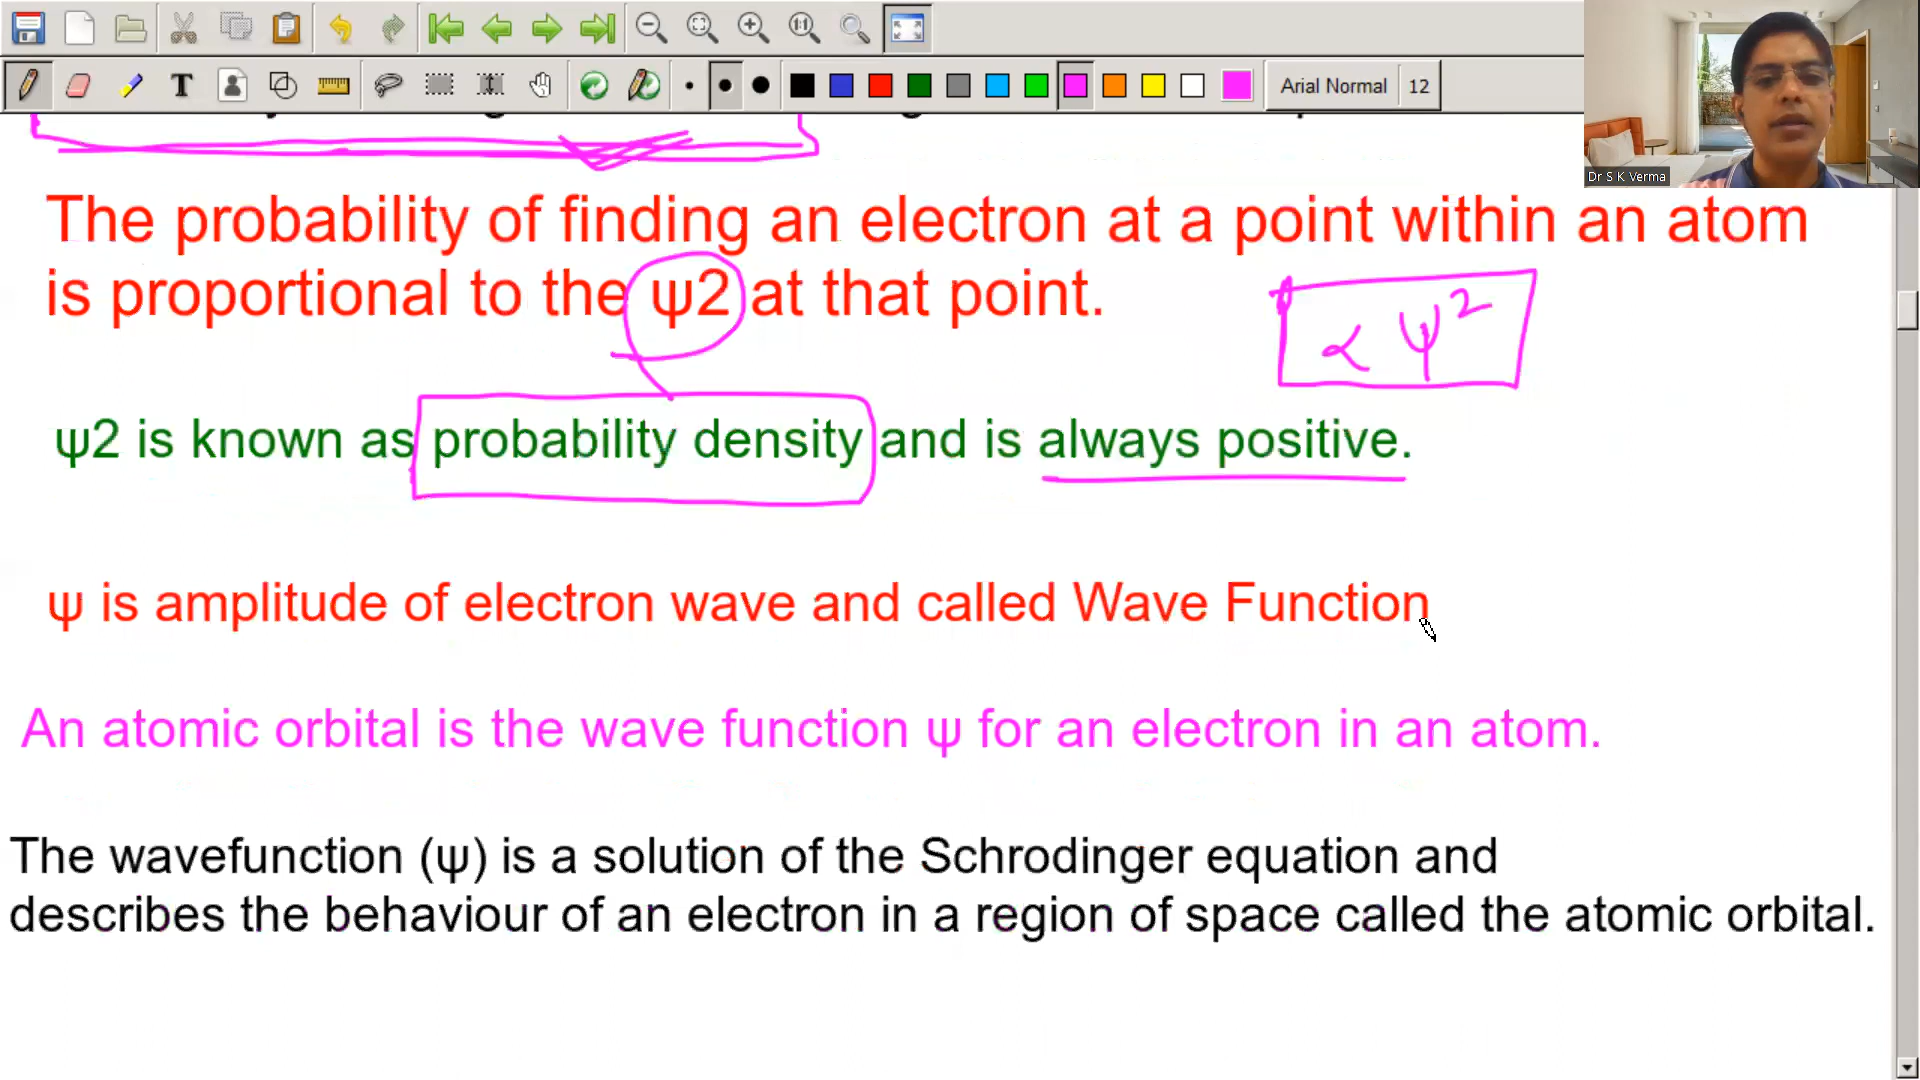 T
1:1
Arial Normal 12
Dr S K Verma
The probability of finding an electron at a point within an atom
is proportional to the ψ2 at that point.
∝ ψ²
ψ2 is known as probability density and is always positive.
ψ is amplitude of electron wave and called Wave Function
An atomic orbital is the wave function ψ for an electron in an atom.
The wavefunction (ψ) is a solution of the Schrodinger equation and
describes the behaviour of an electron in a region of space called the atomic orbital.